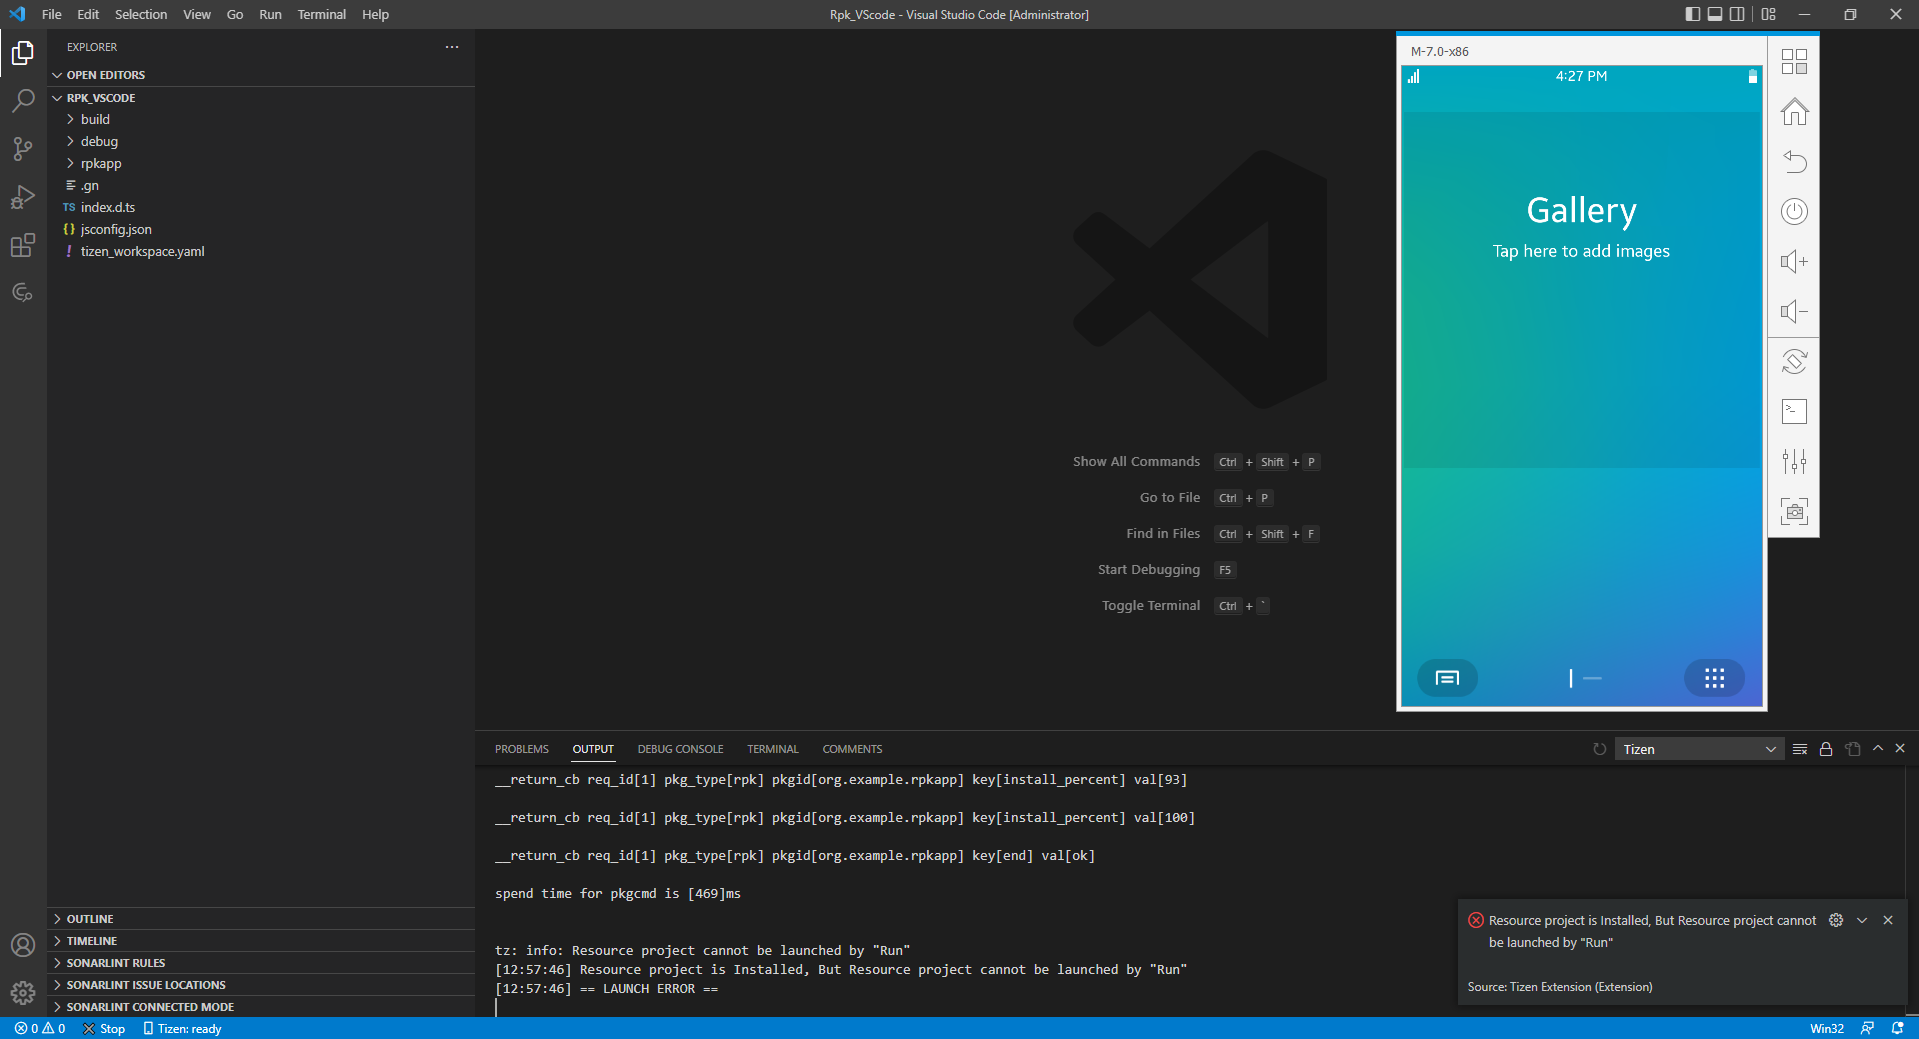 File Edit Selection View Go Run Terminal Help
Rpk_VScode - Visual Studio Code [Administrator]
EXPLORER
OPEN EDITORS
RPK_VSCODE
build
debug
rpkapp
.gn
TS index.d.ts
{} jsconfig.json
! tizen_workspace.yaml
OUTLINE
TIMELINE
SONARLINT RULES
SONARLINT ISSUE LOCATIONS
SONARLINT CONNECTED MODE
Show All Commands Ctrl + Shift + P
Go to File Ctrl + P
Find in Files Ctrl + Shift + F
Start Debugging F5
Toggle Terminal Ctrl + `
M-7.0-x86
4:27 PM
Gallery
Tap here to add images
PROBLEMS OUTPUT DEBUG CONSOLE TERMINAL COMMENTS
Tizen
__return_cb req_id[1] pkg_type[rpk] pkgid[org.example.rpkapp] key[install_percent] val[93]
__return_cb req_id[1] pkg_type[rpk] pkgid[org.example.rpkapp] key[install_percent] val[100]
__return_cb req_id[1] pkg_type[rpk] pkgid[org.example.rpkapp] key[end] val[ok]
spend time for pkgcmd is [469]ms
tz: info: Resource project cannot be launched by "Run"
[12:57:46] Resource project is Installed, But Resource project cannot be launched by "Run"
[12:57:46] == LAUNCH ERROR ==
Resource project is Installed, But Resource project cannot
be launched by "Run"
Source: Tizen Extension (Extension)
0 0 Stop Tizen: ready
Win32